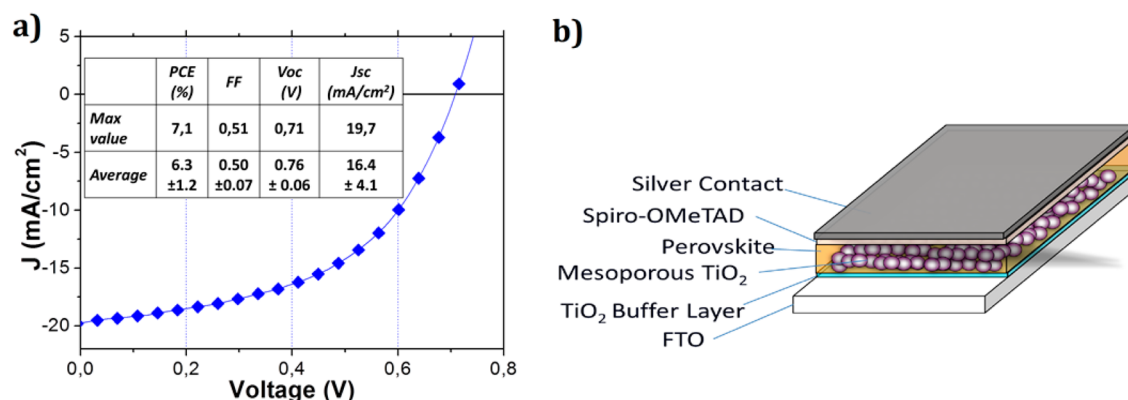 a)
5
0
-5
-10
-15
-20
J (mA/cm²)
PCE (%) FF Voc (V) Jsc (mA/cm²)
Max value 7,1 0,51 0,71 19,7
Average 6.3 ±1.2 0.50 ±0.07 0.76 ± 0.06 16.4 ± 4.1
0,0 0,2 0,4 0,6 0,8
Voltage (V)
b)
Silver Contact
Spiro-OMeTAD
Perovskite
Mesoporous TiO₂
TiO₂ Buffer Layer
FTO